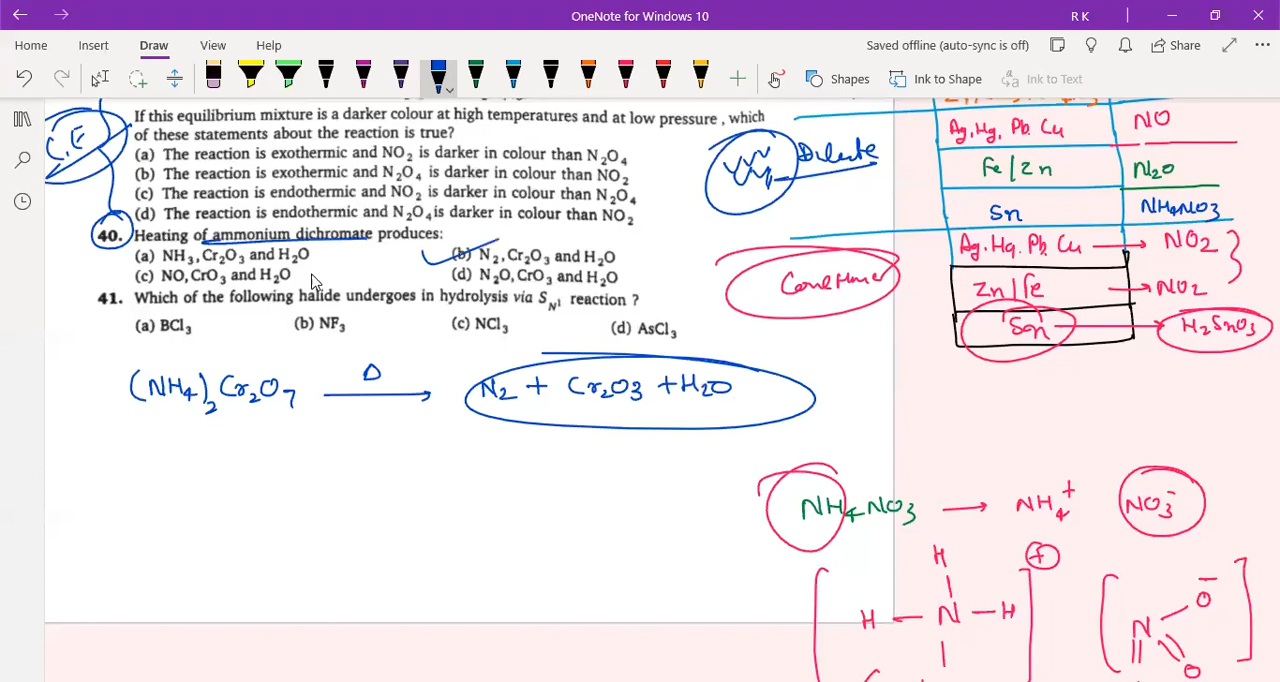 OneNote for Windows 10
R K
Home Insert Draw View Help
Saved offline (auto-sync is off)
Share
Shapes
Ink to Shape
Ink to Text
C.E
If this equilibrium mixture is a darker colour at high temperatures and at low pressure , which
of these statements about the reaction is true?
(a) The reaction is exothermic and NO₂ is darker in colour than N₂O₄
(b) The reaction is exothermic and N₂O₄ is darker in colour than NO₂
(c) The reaction is endothermic and NO₂ is darker in colour than N₂O₄
(d) The reaction is endothermic and N₂O₄ is darker in colour than NO₂
40. Heating of ammonium dichromate produces:
(a) NH₃, Cr₂O₃ and H₂O (b) N₂, Cr₂O₃ and H₂O
(c) NO, CrO₃ and H₂O (d) N₂O, CrO₃ and H₂O
41. Which of the following halide undergoes in hydrolysis via S_N¹ reaction ?
(a) BCl₃ (b) NF₃ (c) NCl₃ (d) AsCl₃
(NH₄)₂Cr₂O₇ —Δ→ N₂ + Cr₂O₃ + H₂O
Dilute
Ag, Hg, Pb, Cu NO
Fe/Zn N₂O
Sn NH₄NO₃
Ag, Hg, Pb, Cu → NO₂
Zn/Fe → NO₂
Sn → H₂SnO₃
NH₄NO₃ → NH₄⁺ NO₃⁻
H +
H — N — H
N O⁻
O